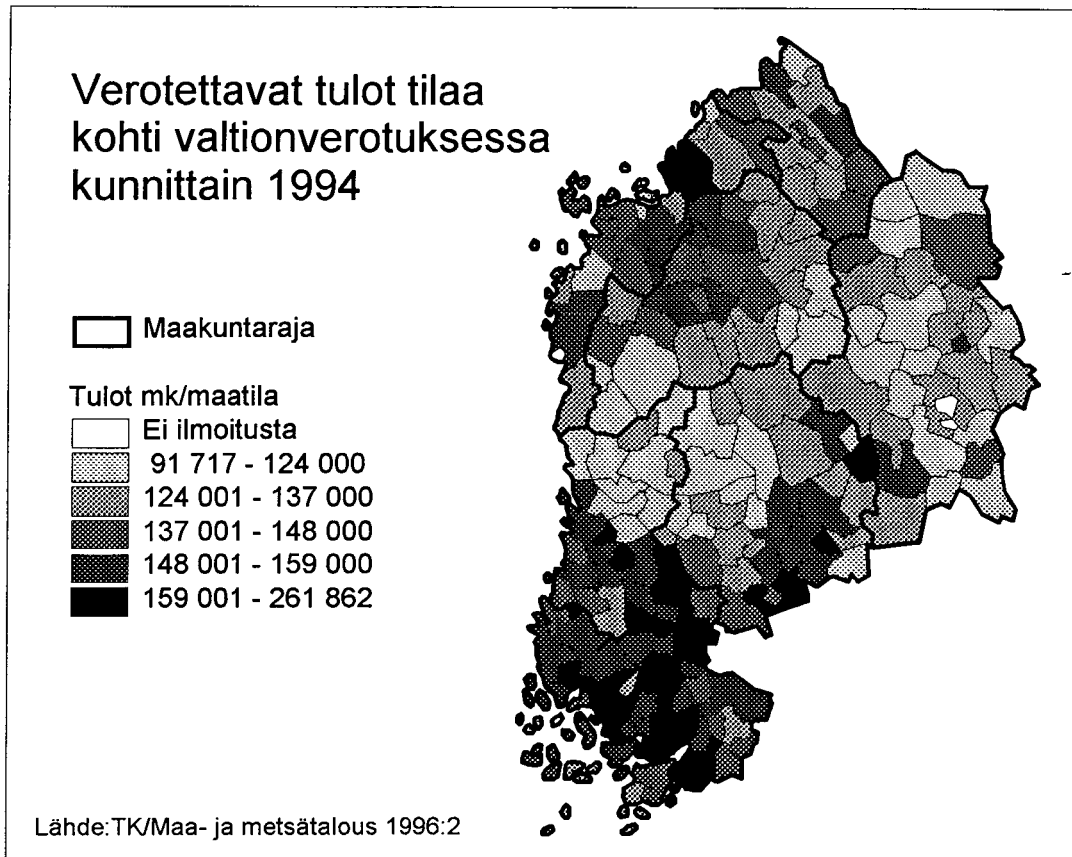 Verotettavat tulot tilaa
kohti valtionverotuksessa
kunnittain 1994
Maakuntaraja
Tulot mk/maatila
Ei ilmoitusta
91 717 - 124 000
124 001 - 137 000
137 001 - 148 000
148 001 - 159 000
159 001 - 261 862
Lähde:TK/Maa- ja metsätalous 1996:2